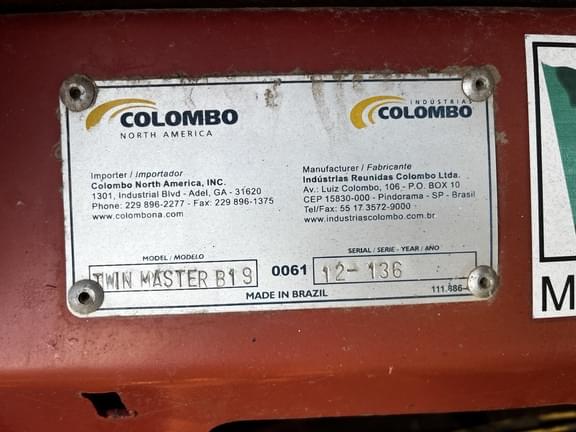 COLOMBO
NORTH AMERICA
Importer / Importador
Colombo North America, INC.
1301, Industrial Blvd - Adel, GA - 31620
Phone: 229 896-2277 - Fax: 229 896-1375
www.colombona.com
INDÚSTRIAS
COLOMBO
Manufacturer / Fabricante
Indústrias Reunidas Colombo Ltda.
Av.: Luiz Colombo, 106 - P.O. BOX 10
CEP 15830-000 - Pindorama - SP - Brasil
Tel/Fax: 55 17 3572-9000
www.industriascolombo.com.br
MODEL / MODELO
TWIN MASTER B19
SERIAL / SERIE - YEAR / AÑO
0061 12-136
MADE IN BRAZIL
111.886-
M